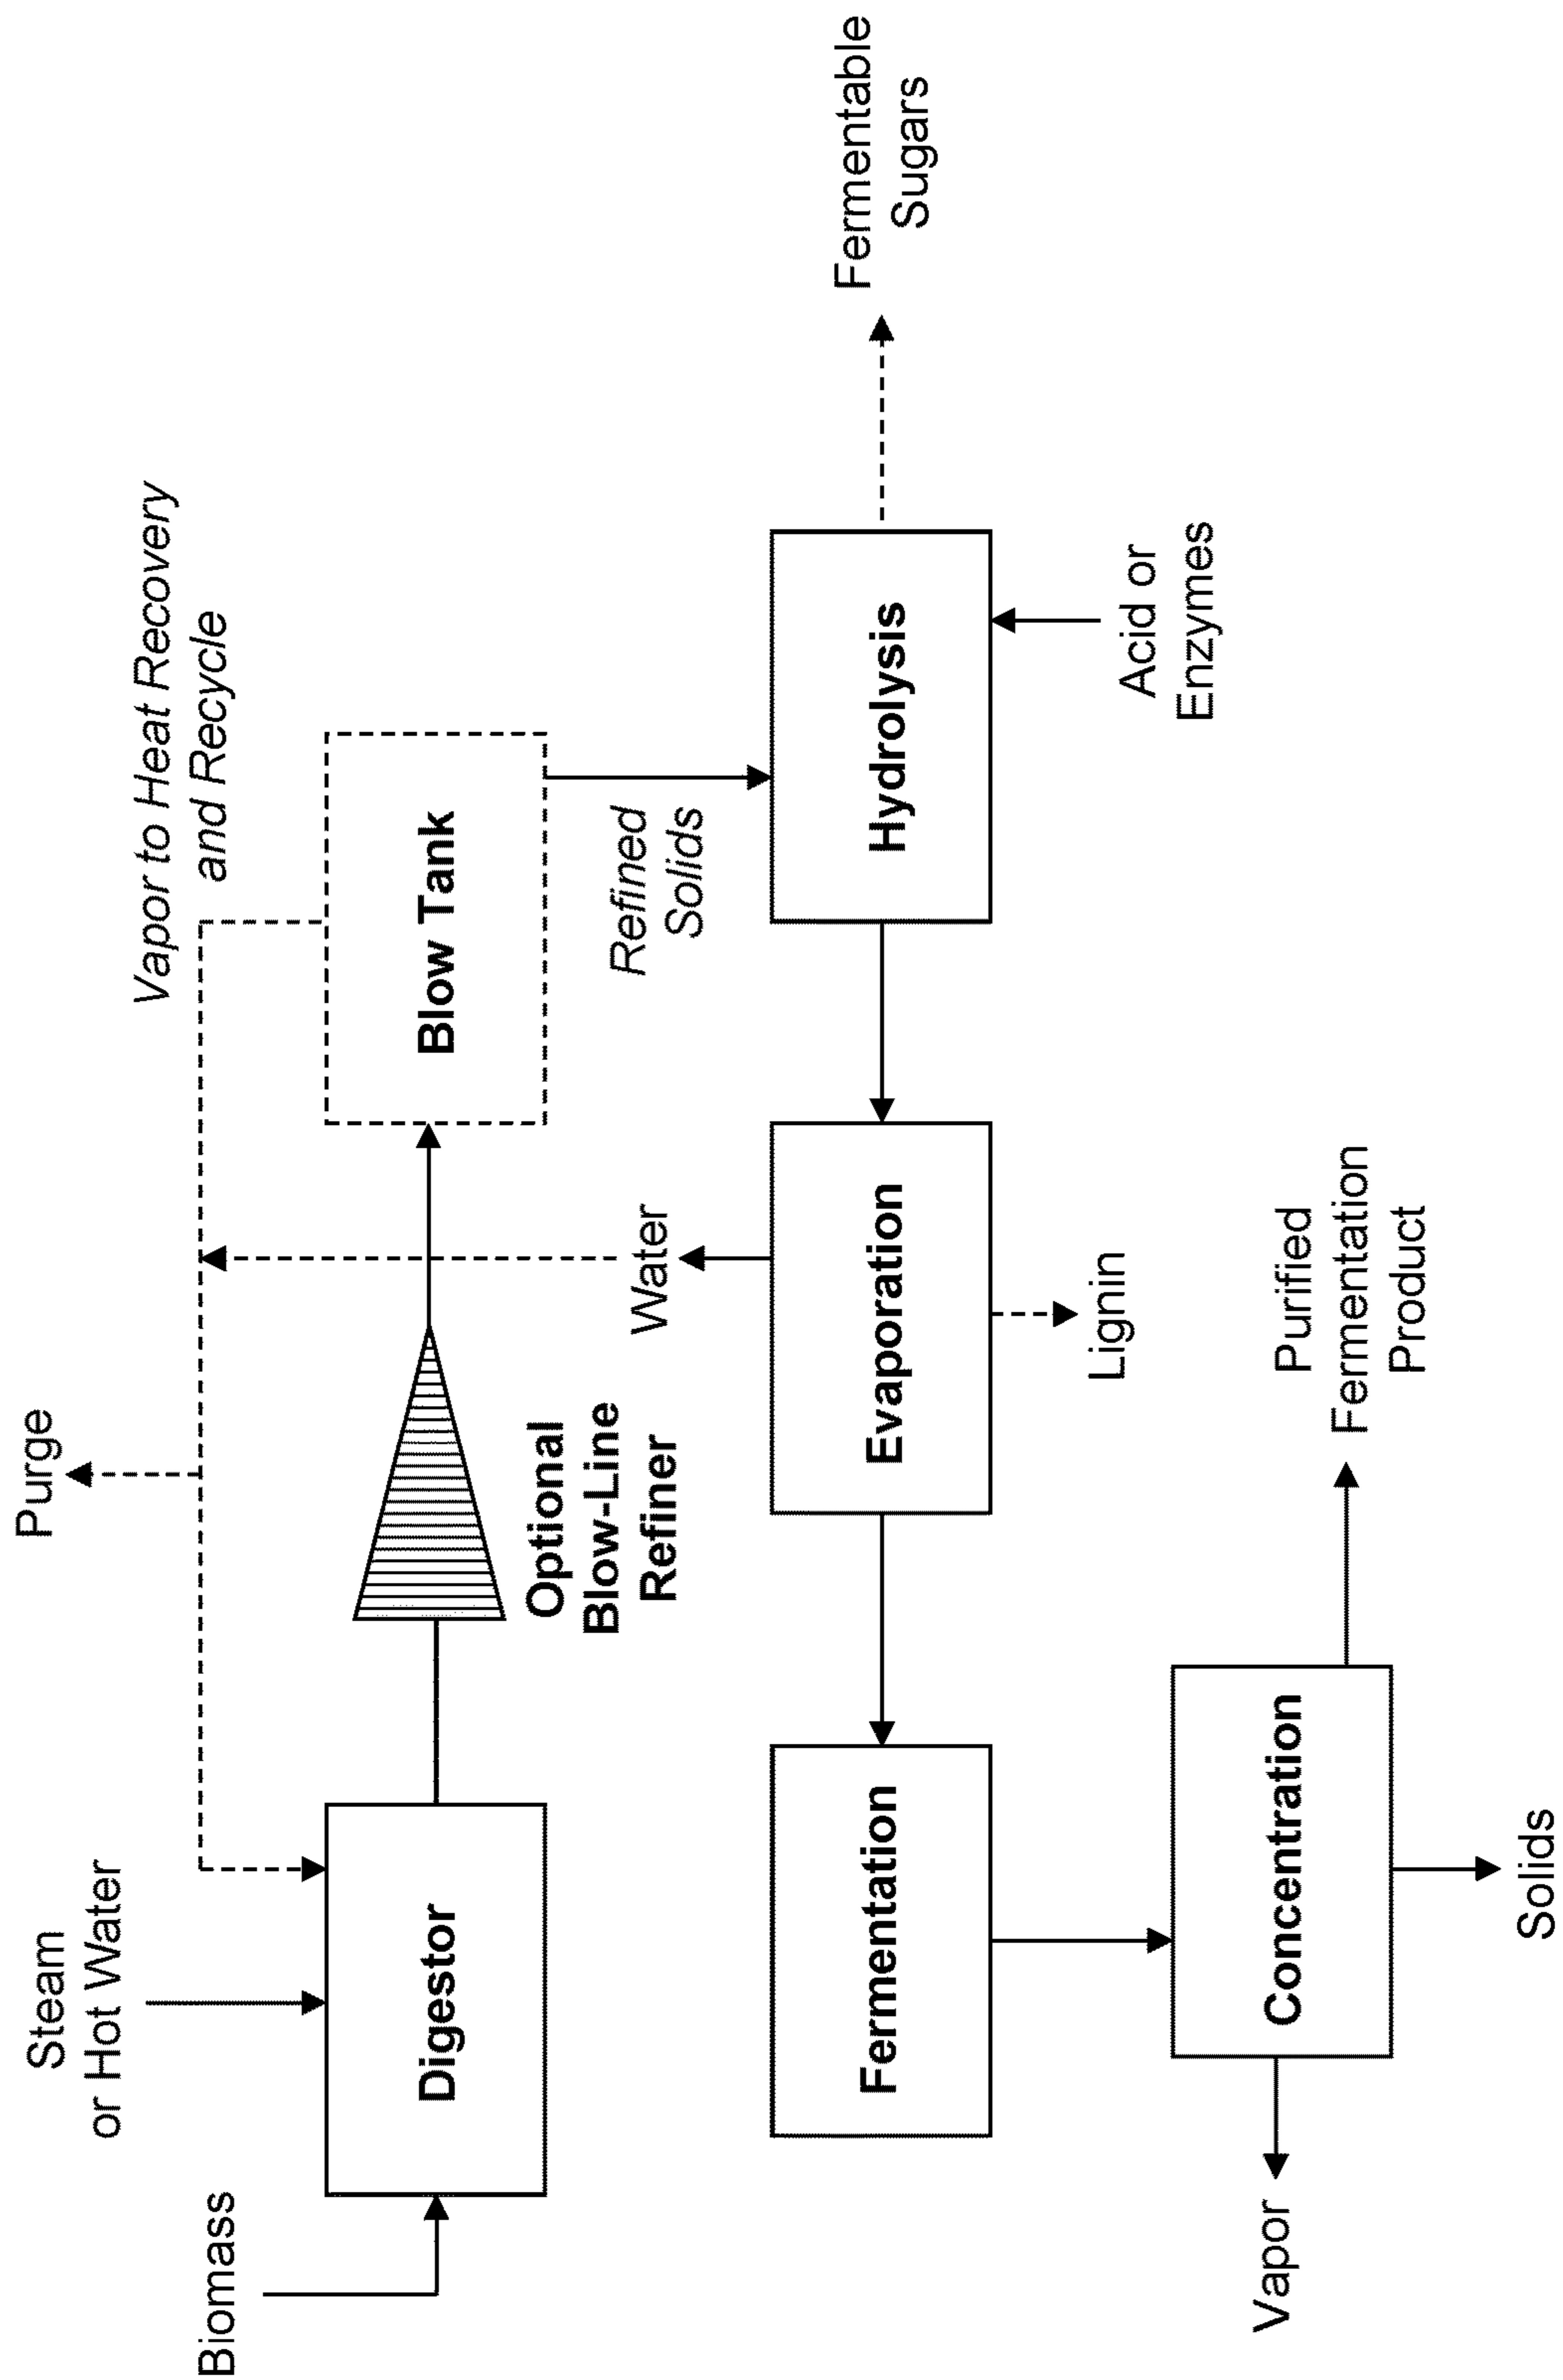 Steam
or Hot Water
Biomass
Digestor
Purge
Optional
Blow-Line
Refiner
Vapor to Heat Recovery
and Recycle
Blow Tank
Refined
Solids
Water
Fermentation
Evaporation
Hydrolysis
Fermentable
Sugars
Lignin
Acid or
Enzymes
Vapor
Concentration
Purified
Fermentation
Product
Solids